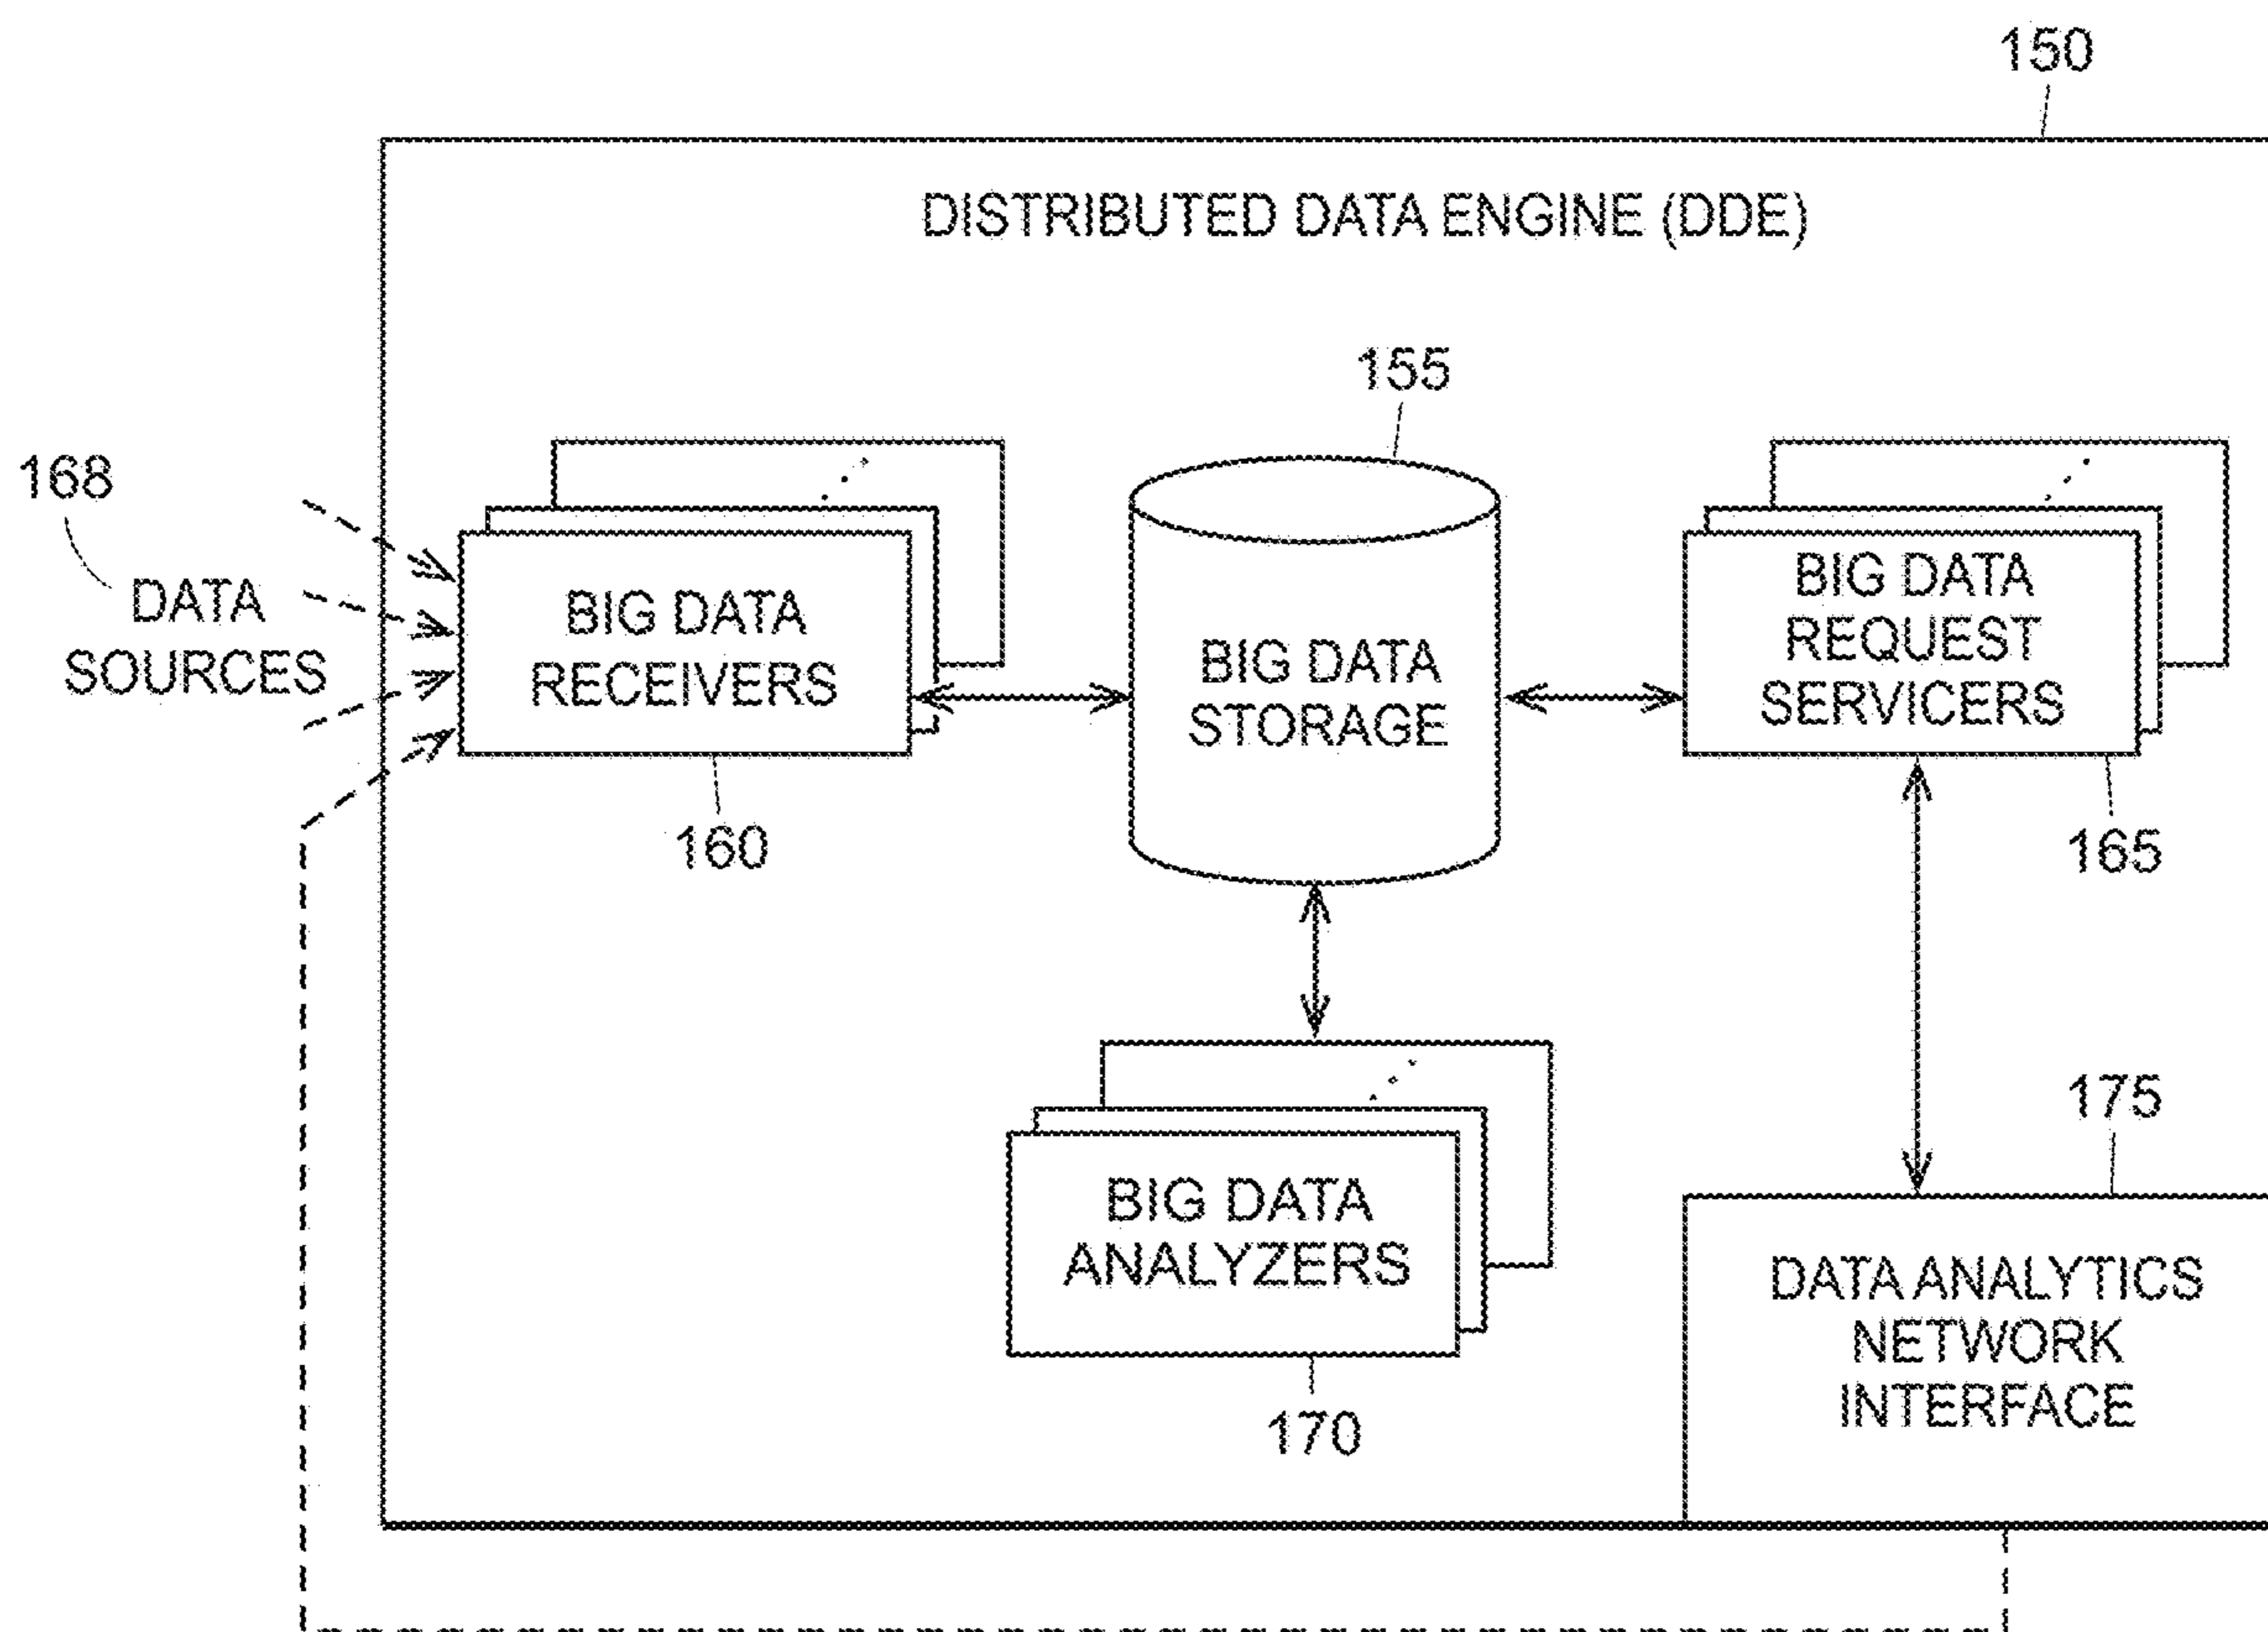 150
DISTRIBUTED DATA ENGINE (DDE)
155
168
DATA
SOURCES
BIG DATA
RECEIVERS
160
BIG DATA
STORAGE
BIG DATA
REQUEST
SERVICERS
165
BIG DATA
ANALYZERS
170
175
DATA ANALYTICS
NETWORK
INTERFACE